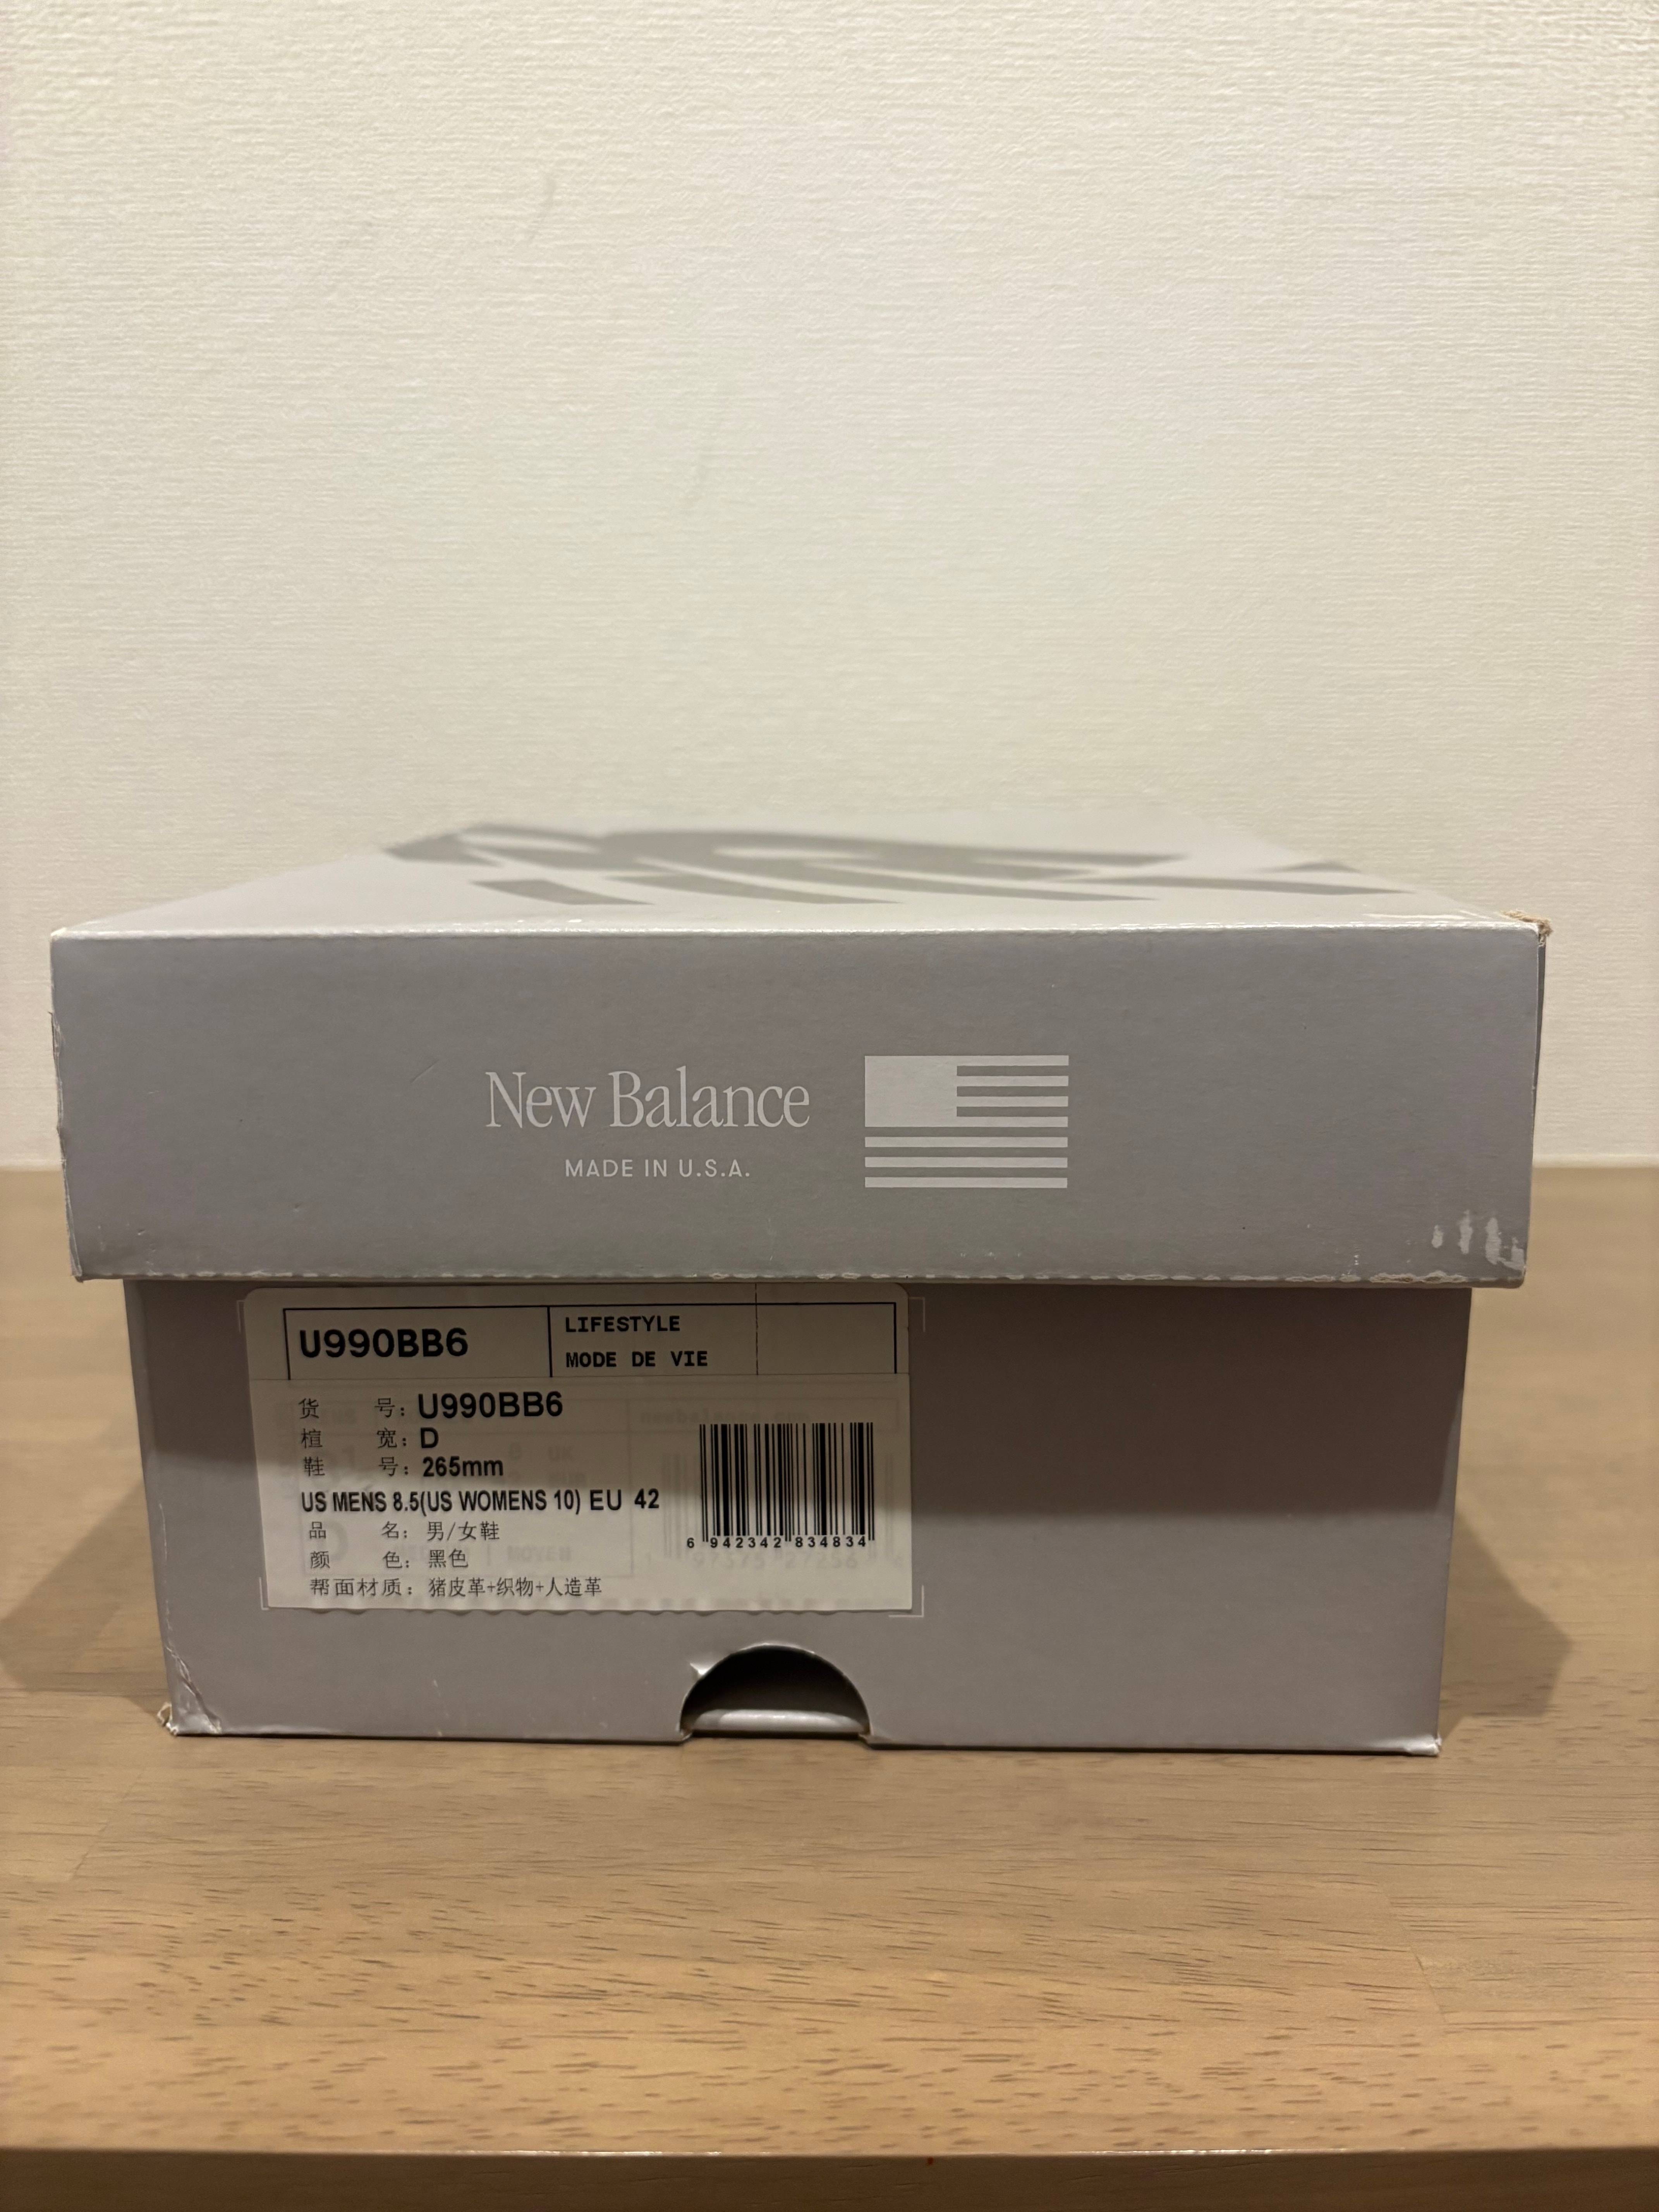 New Balance
MADE IN U.S.A.
U990BB6
LIFESTYLE
MODE DE VIE
货 号: U990BB6
楦 宽: D
鞋 号: 265mm
US MENS 8.5(US WOMENS 10) EU 42
品 名: 男/女鞋
颜 色: 黑色
帮面材质: 猪皮革+织物+人造革
6 942342 834834